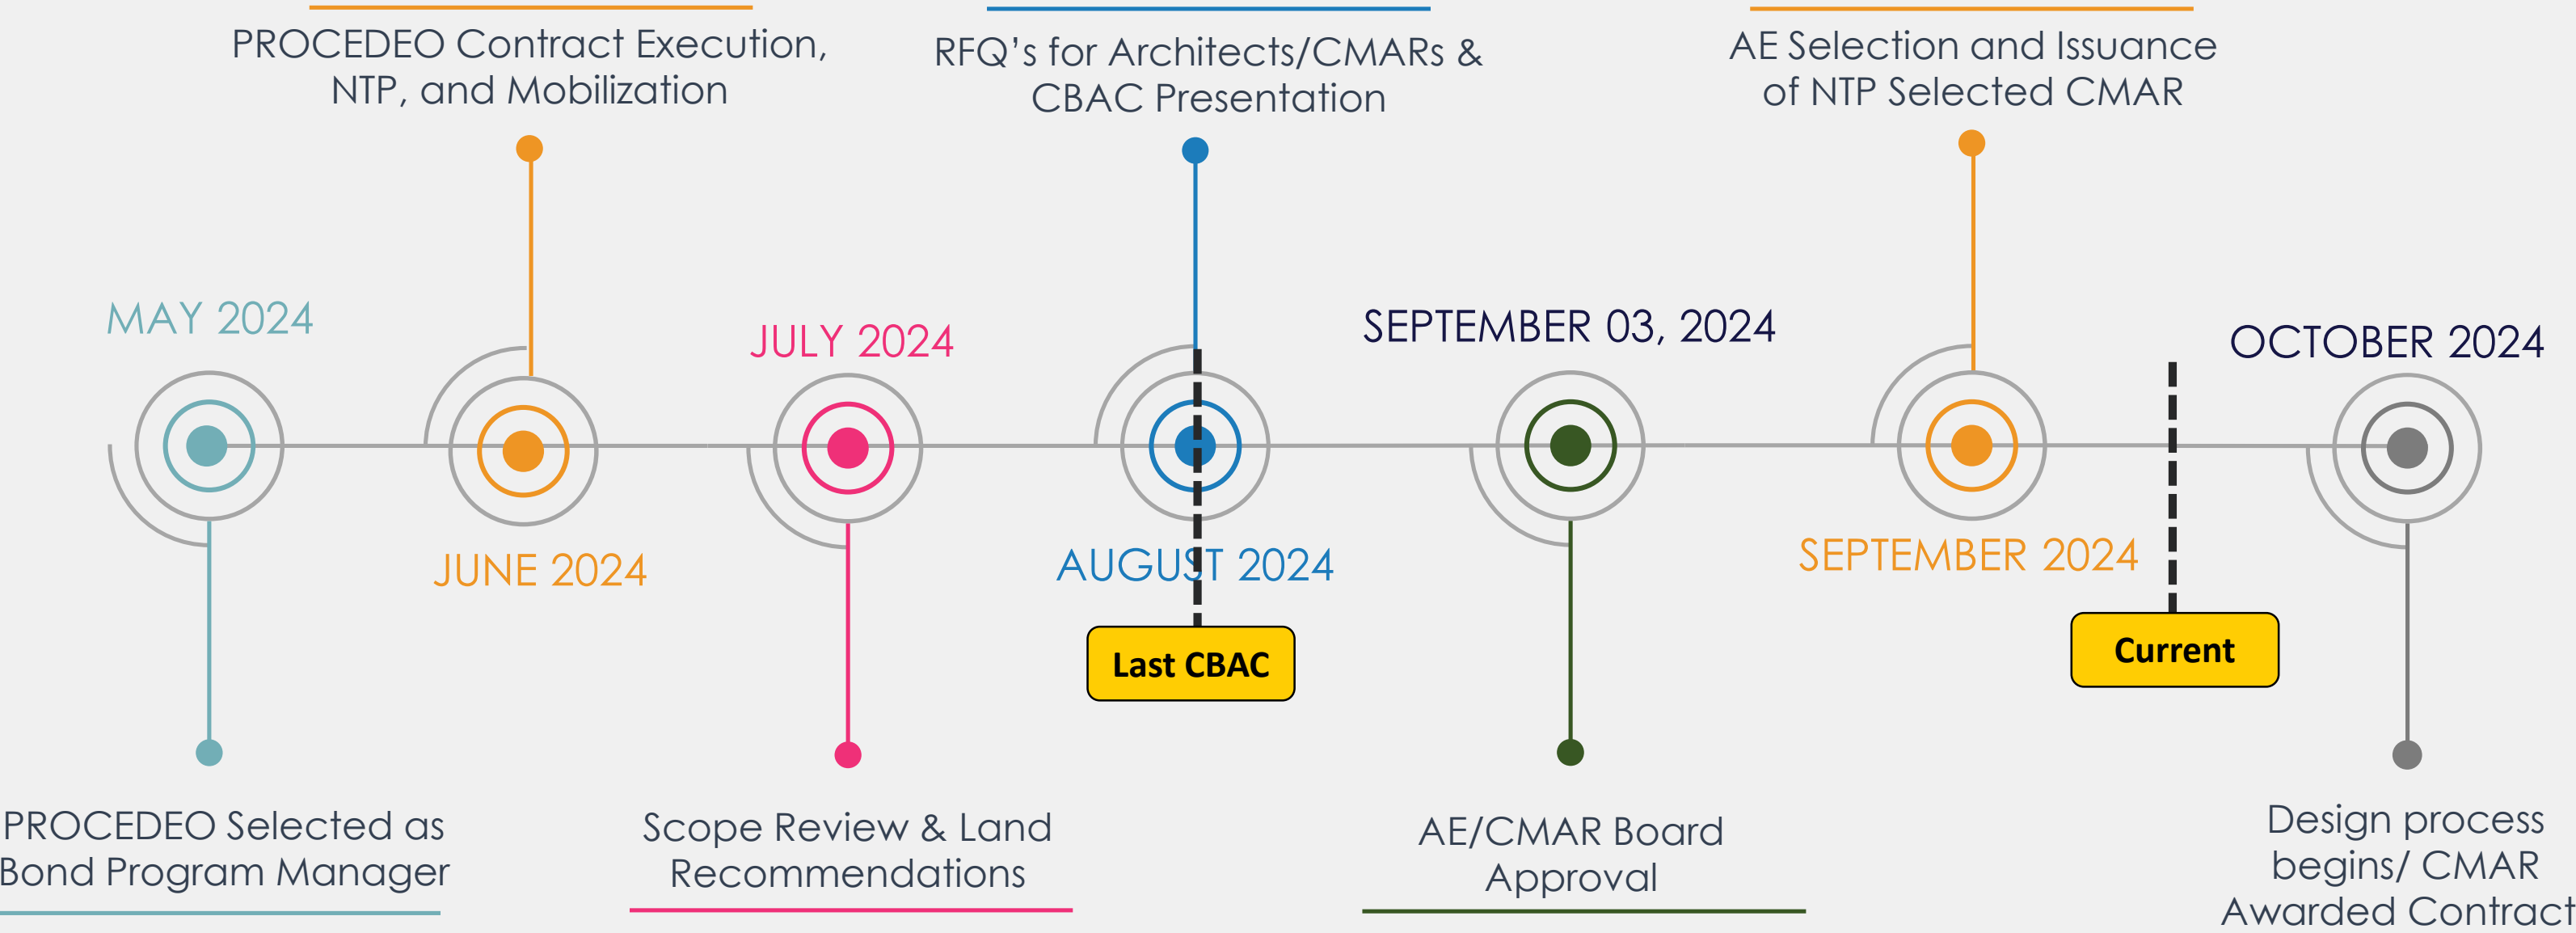 PROCEDEO Contract Execution,
NTP, and Mobilization
RFQ’s for Architects/CMARs &
CBAC Presentation
AE Selection and Issuance
of NTP Selected CMAR
MAY 2024
JULY 2024
SEPTEMBER 03, 2024
OCTOBER 2024
JUNE 2024
AUGUST 2024
SEPTEMBER 2024
Last CBAC
Current
PROCEDEO Selected as
Bond Program Manager
Scope Review & Land
Recommendations
AE/CMAR Board
Approval
Design process
begins/ CMAR
Awarded Contract